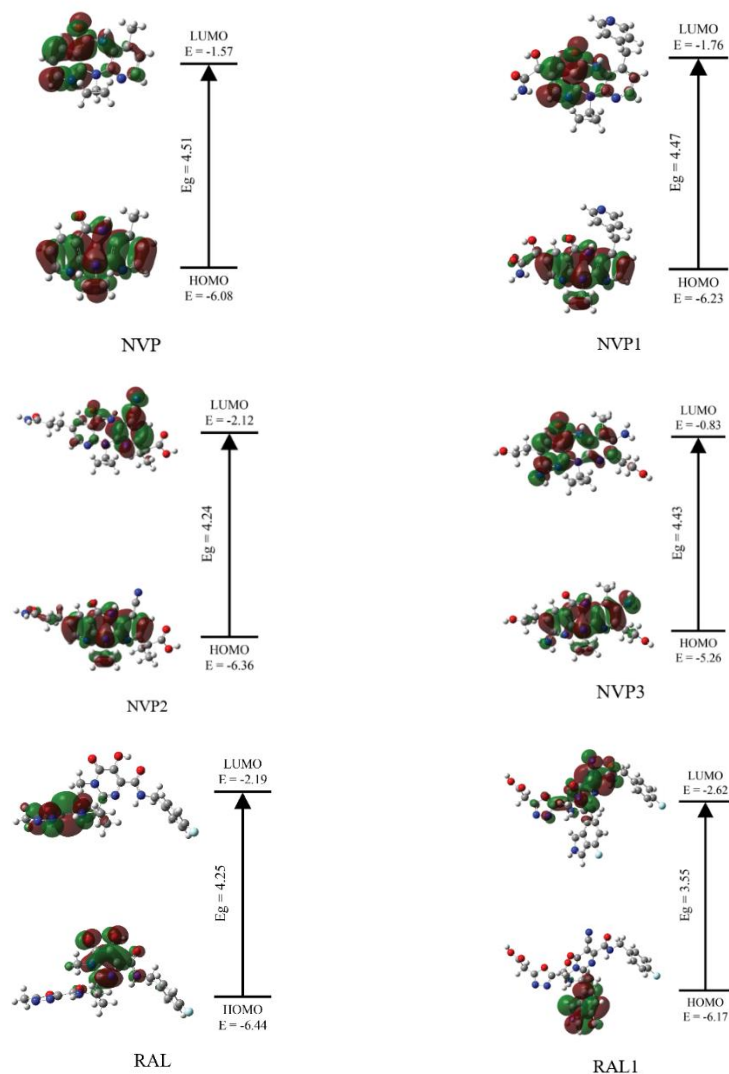 LUMO
E = -1.57
Eg = 4.51
HOMO
E = -6.08
NVP
LUMO
E = -1.76
Eg = 4.47
HOMO
E = -6.23
NVP1
LUMO
E = -2.12
Eg = 4.24
HOMO
E = -6.36
NVP2
LUMO
E = -0.83
Eg = 4.43
HOMO
E = -5.26
NVP3
LUMO
E = -2.19
Eg = 4.25
HOMO
E = -6.44
RAL
LUMO
E = -2.62
Eg = 3.55
HOMO
E = -6.17
RAL1